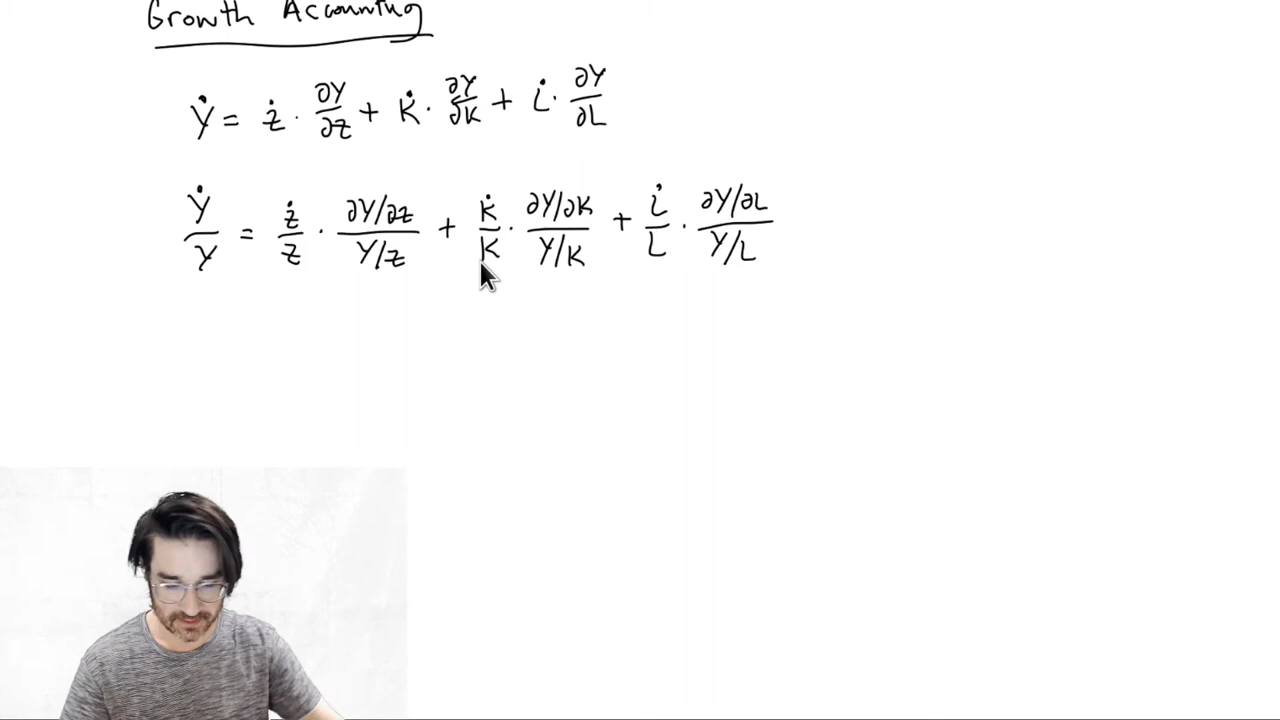 Growth Accounting
Ẏ = ż · ∂Y/∂z + K̇ · ∂Y/∂K + L̇ · ∂Y/∂L
Ẏ/Y = ż/z · (∂Y/∂z)/(Y/z) + K̇/K · (∂Y/∂K)/(Y/K) + L̇/L · (∂Y/∂L)/(Y/L)